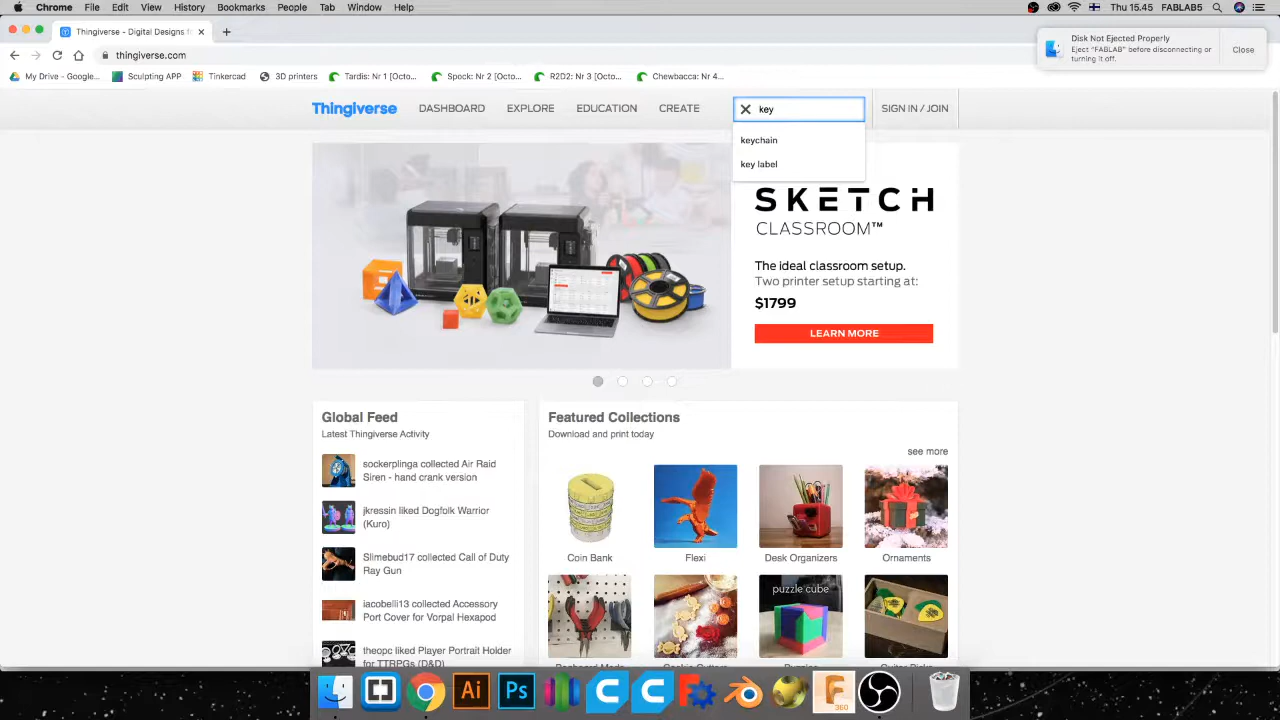 Chrome File Edit View History Bookmarks People Tab Window Help Thu 15.45 FABLAB5
Thingiverse - Digital Designs f
Disk Not Ejected Properly
Eject "FABLAB" before disconnecting or
turning it off.
Close
thingiverse.com
My Drive - Google... Sculpting APP Tinkercad 3D printers Tardis: Nr 1 [Octo... Spock: Nr 2 [Octo... R2D2: Nr 3 [Octo... Chewbacca: Nr 4...
Thingiverse DASHBOARD EXPLORE EDUCATION CREATE key SIGN IN / JOIN
keychain
key label
SKETCH
CLASSROOM™
The ideal classroom setup.
Two printer setup starting at:
$1799
LEARN MORE
Global Feed
Latest Thingiverse Activity
sockerplinga collected Air Raid
Siren - hand crank version
jkressin liked Dogfolk Warrior
(Kuro)
Slimebud17 collected Call of Duty
Ray Gun
iacobelli13 collected Accessory
Port Cover for Vorpal Hexapod
theopc liked Player Portrait Holder
for TTRPGs (D&D)
Featured Collections
Download and print today
see more
Coin Bank Flexi Desk Organizers Ornaments
puzzle cube
Ai Ps C C F 360